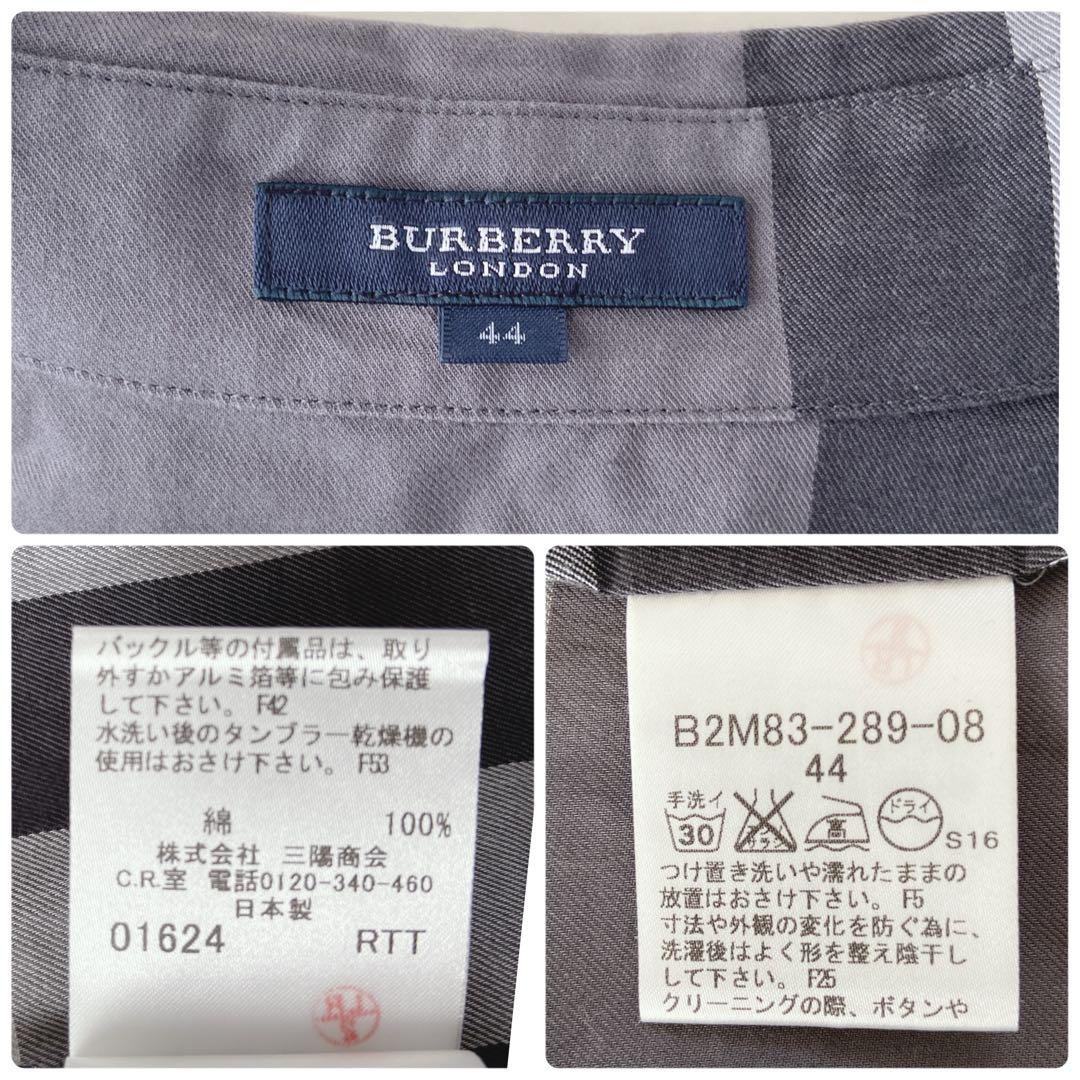 BURBERRY
LONDON
44
バックル等の付属品は、取り
外すかアルミ箔等に包み保護
して下さい。 F42
水洗い後のタンブラー乾燥機の
使用はおさけ下さい。 F53
綿 100%
株式会社 三陽商会
C.R.室 電話0120-340-460
日本製
01624 RTT
B2M83-289-08
44
手洗イ
30
高
ドライ
S16
つけ置き洗いや濡れたままの
放置はおさけ下さい。 F5
寸法や外観の変化を防ぐ為に、
洗濯後はよく形を整え陰干し
して下さい。 F25
クリーニングの際、ボタンや